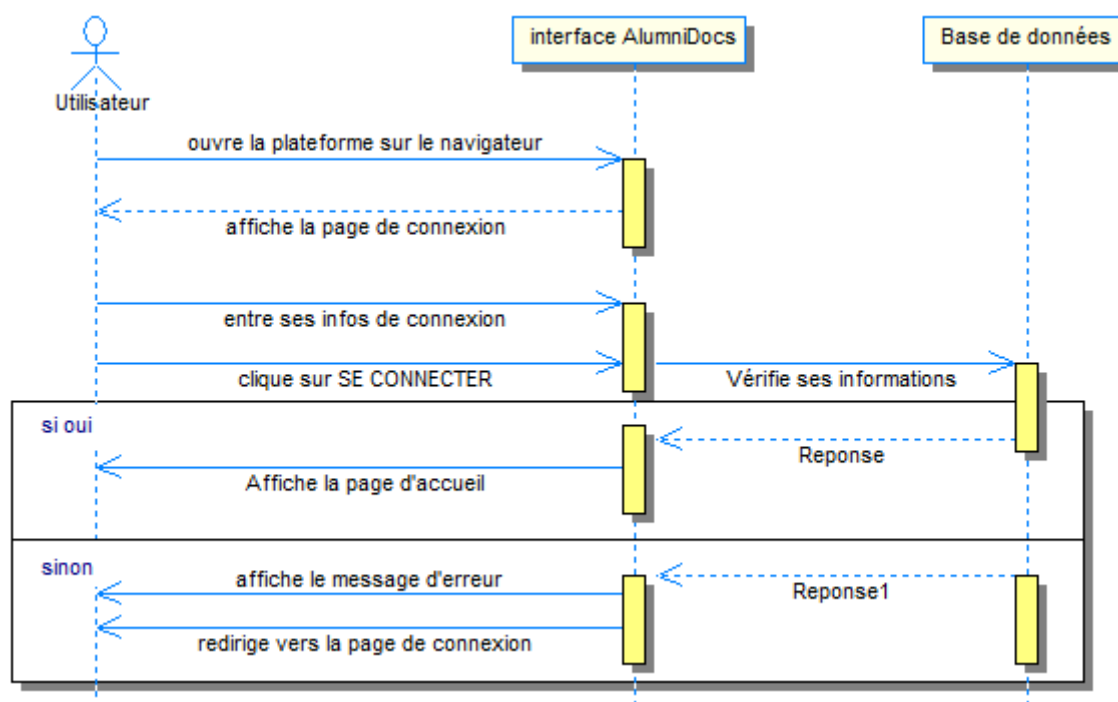 interface AlumniDocs
Base de données
Utilisateur
ouvre la plateforme sur le navigateur
affiche la page de connexion
entre ses infos de connexion
clique sur SE CONNECTER
Vérifie ses informations
si oui
Reponse
Affiche la page d'accueil
sinon
affiche le message d'erreur
Reponse1
redirige vers la page de connexion